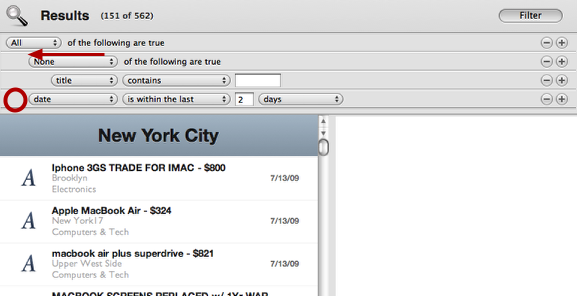 Results (151 of 562) Filter
All of the following are true
None of the following are true
title contains
date is within the last 2 days
New York City
Iphone 3GS TRADE FOR IMAC - $800
Brooklyn 7/13/09
Electronics
Apple MacBook Air - $324
New York17 7/13/09
Computers & Tech
macbook air plus superdrive - $821
Upper West Side 7/13/09
Computers & Tech
MACBOOK SCREENS REPLACED w/ 1Yr WAR